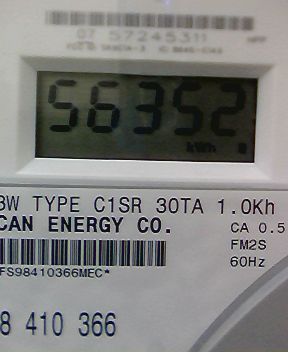 07 57245311
56352
kWh
3W TYPE C1SR 30TA 1.0Kh
CAN ENERGY CO.
CA 0.5
FM2S
FS98410366MEC*
60Hz
8 410 366